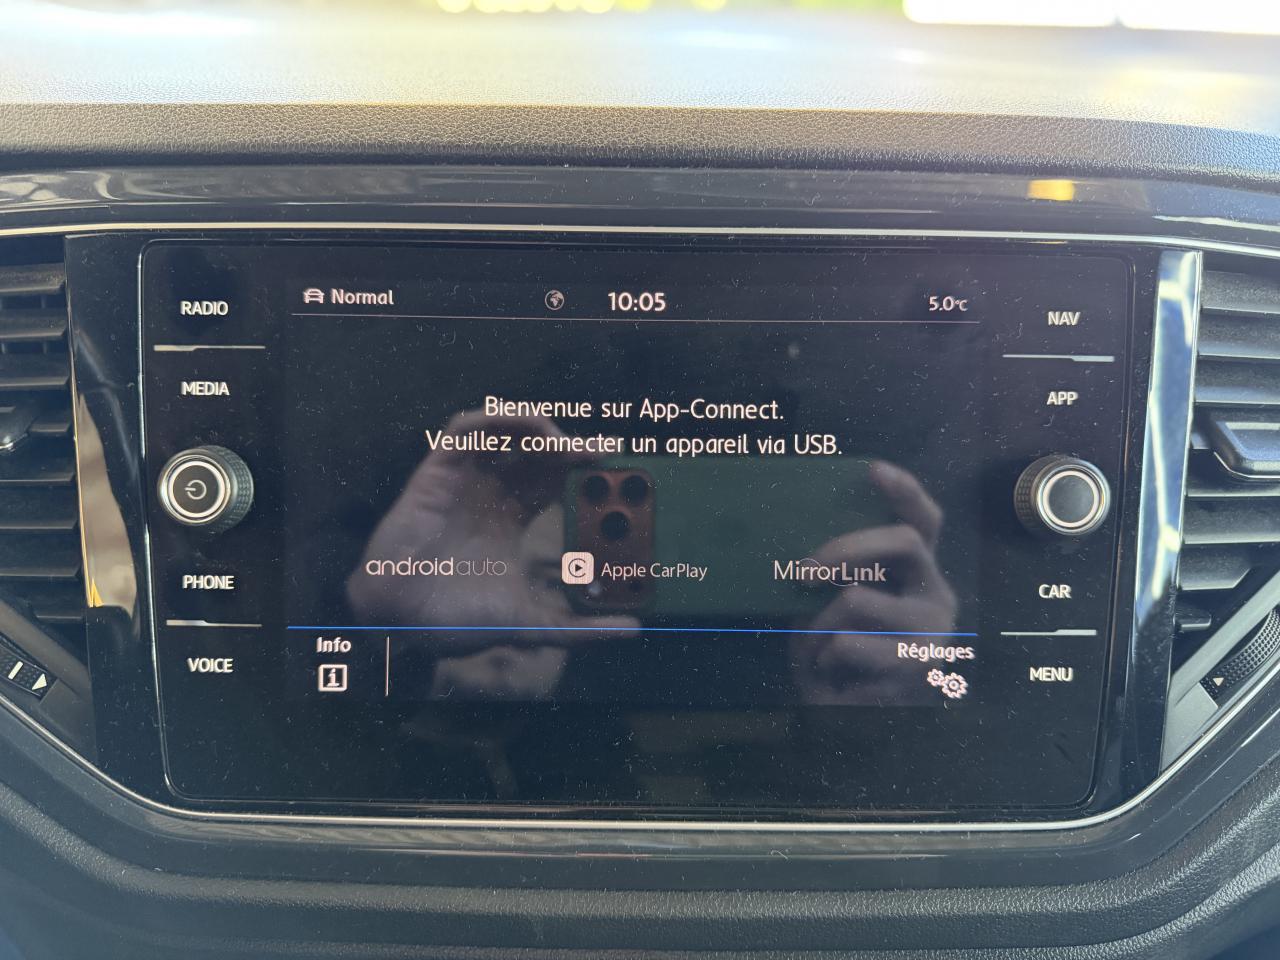 RADIO
MEDIA
PHONE
VOICE
Normal
10:05
5.0°C
Bienvenue sur App-Connect.
Veuillez connecter un appareil via USB.
androidauto
Apple CarPlay
MirrorLink
Info
i
Réglages
NAV
APP
CAR
MENU